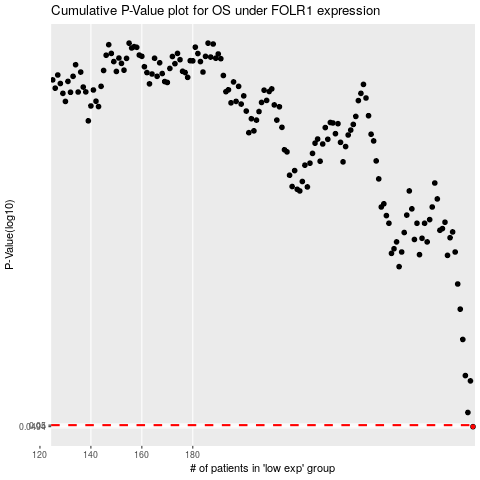 Cumulative P-Value plot for OS under FOLR1 expression
P-Value(log10)
120 140 160 180
# of patients in 'low exp' group